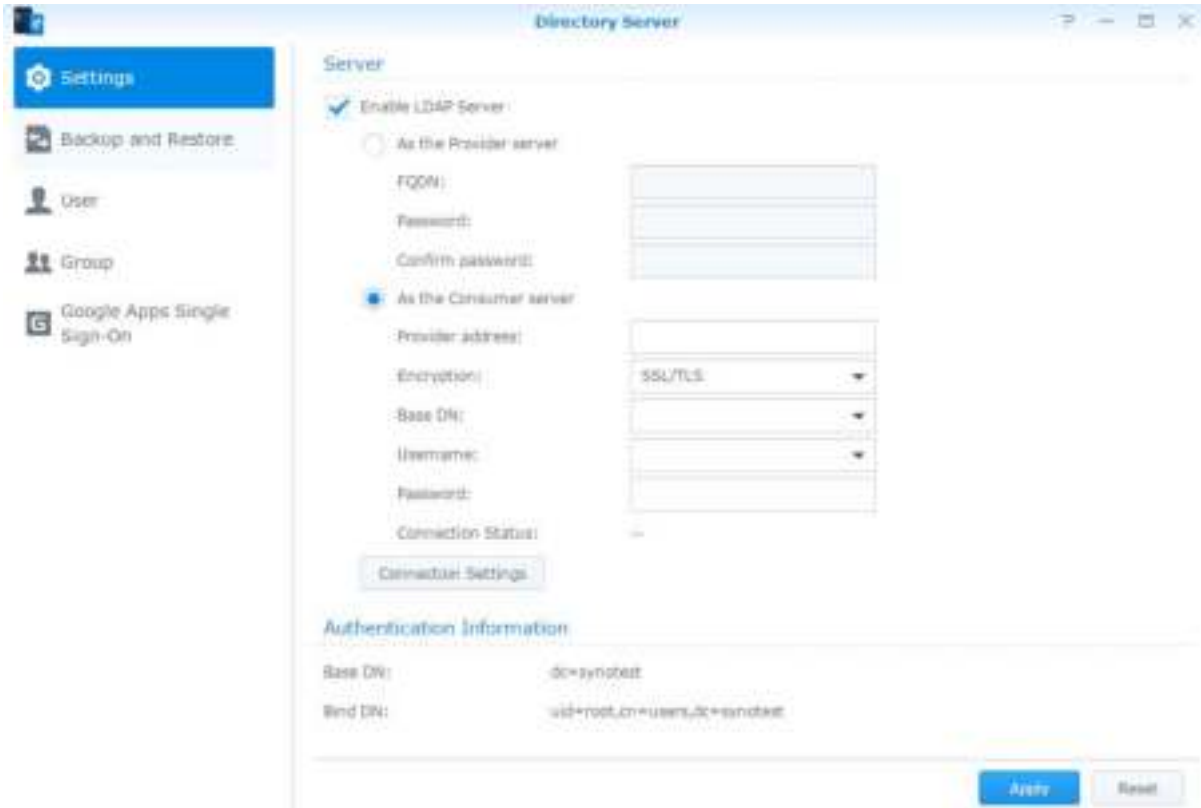 Directory Server
Settings
Backup and Restore
User
Group
Google Apps Single
Sign-On
Server
Enable LDAP Server
As the Provider server
FQDN:
Password:
Confirm password:
As the Consumer server
Provider address:
Encryption: SSL/TLS
Base DN:
Username:
Password:
Connection Status: --
Connection Settings
Authentication Information
Base DN: dc=synotest
Bind DN: uid=root,cn=users,dc=synotest
Apply Reset